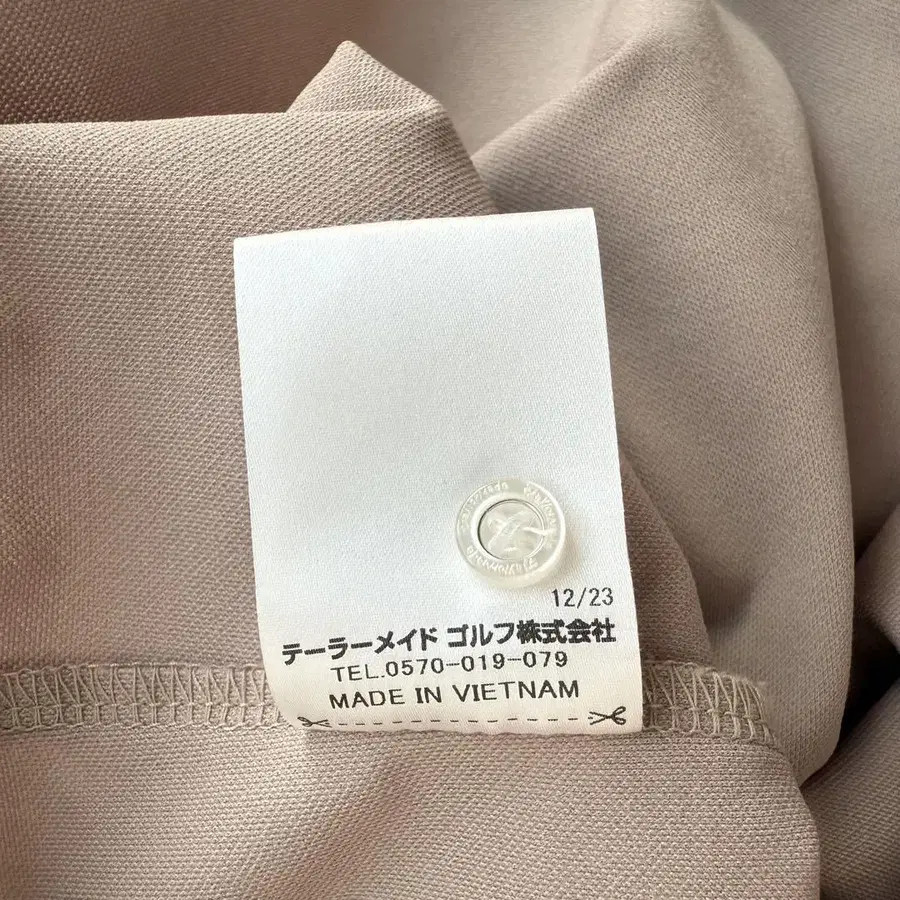 12/23
テーラーメイド ゴルフ株式会社
TEL.0570-019-079
MADE IN VIETNAM